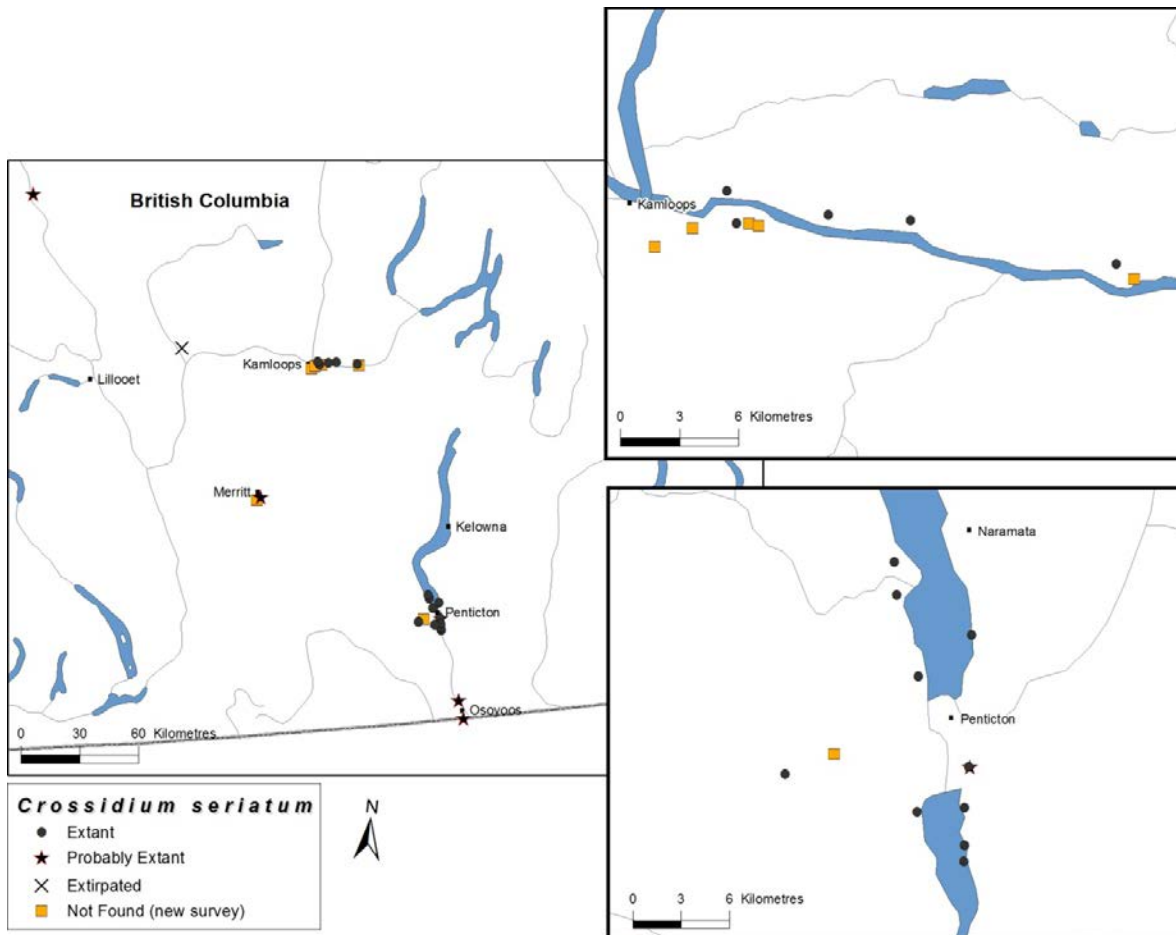 British Columbia
Lillooet
Kamloops
Merritt
Kelowna
Penticton
Osoyoos
0 30 60 Kilometres
Crossidium seriatum
Extant
Probably Extant
Extirpated
Not Found (new survey)
N
Kamloops
0 3 6 Kilometres
Naramata
Penticton
0 3 6 Kilometres